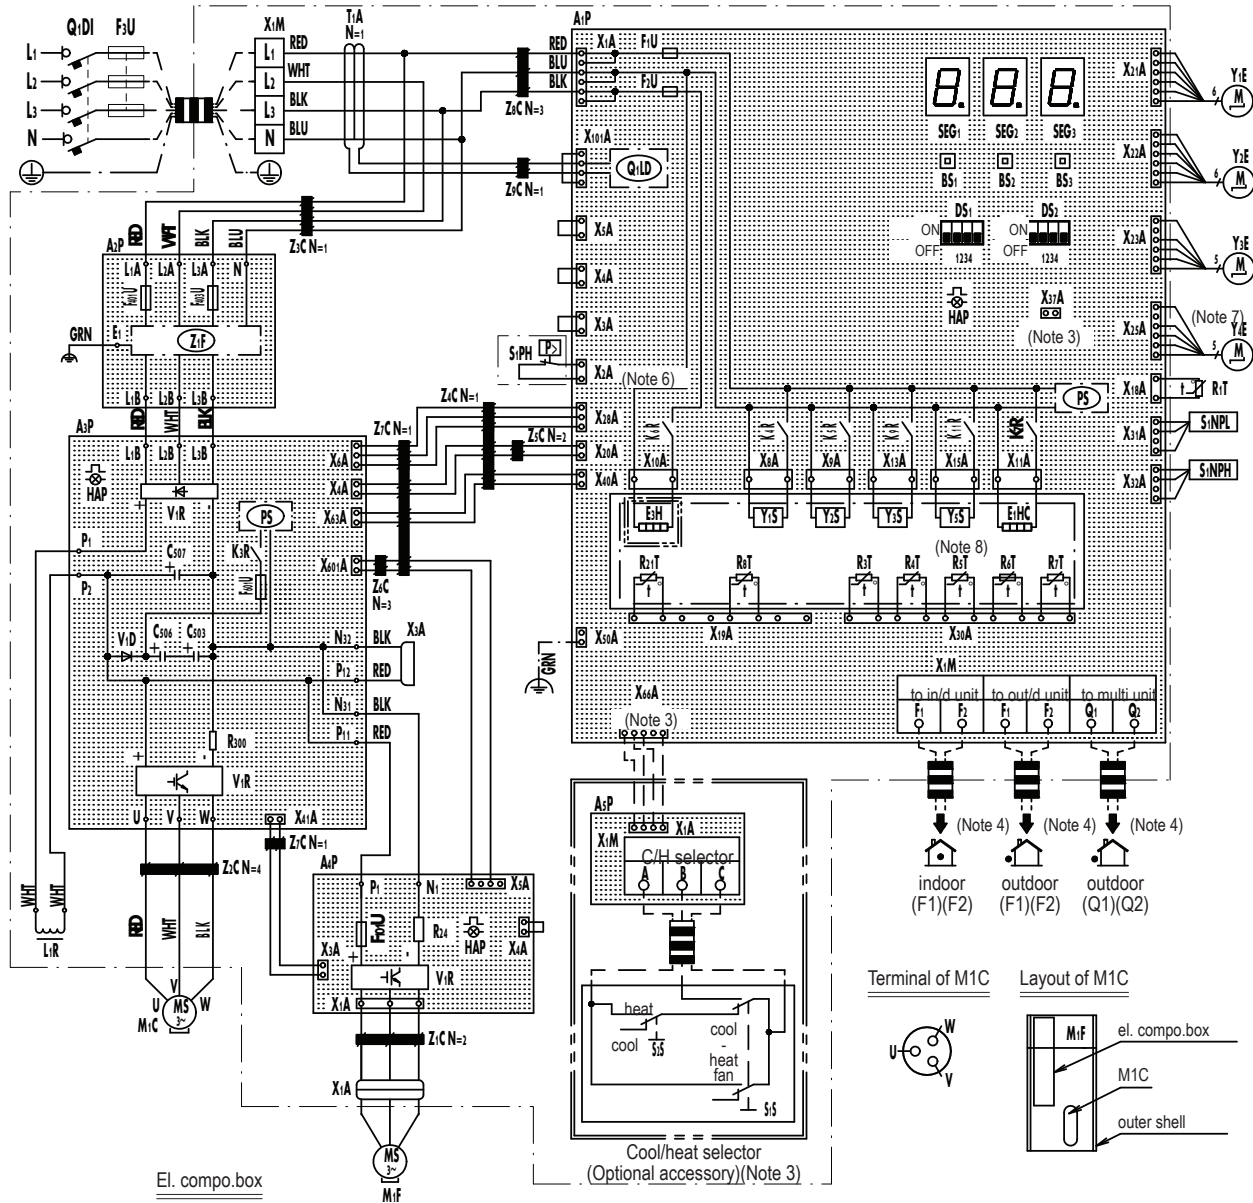 Q1DI F3U X1M T1A N=1 A1P
L1 L1 RED
L2 L2 WHT
L3 L3 BLK
N N BLU
RED X1A F1U
BLU
BLK F2U
Z8C N=3
X101A
Q1LD
Z9C N=1
SEG1 SEG2 SEG3
BS1 BS2 BS3
DS1 DS2
ON ON
OFF OFF
1234 1234
HAP X37A
(Note 3)
X21A 6 M Y1E
X22A 6 M Y2E
X23A 5 M Y3E
X25A 5 M Y4E (Note 7)
X18A t R1T
X31A S1NPL
X32A S1NPH
Z3C N=1
RED WHT BLK BLU
A2P
L1A L2A L3A N
F401U F403U
GRN E1 Z1F
L1B L2B L3B
RED WHT BLK
A3P
L1B L2B L3B
HAP
V1R
PS
K3R
F601U
P1
P2
C507
V1D C506 C503
N32 BLK X3A
P12 RED
N31 BLK
P11 RED
R300
V1R
U V W
X41A
Z7C N=1
Z2C N=4
X6A
X4A
X63A
X601A
Z7C N=1
Z4C N=1
Z5C N=2
Z6C N=3
X4A
X3A
S1PH P>
X2A
X28A
X20A
X40A
X50A
GRN
(Note 6)
PS
K1R
X10A X8A X9A X13A X15A X11A
E3H Y1S Y2S Y3S Y5S E1HC
(Note 8)
R21T R8T R3T R4T R5T R6T R7T
t t t t t t t
X19A X30A
X1M
to in/d unit to out/d unit to multi unit
F1 F2 F1 F2 Q1 Q2
(Note 4) (Note 4) (Note 4)
indoor outdoor outdoor
(F1)(F2) (F1)(F2) (Q1)(Q2)
X66A
(Note 3)
A5P
X1M X1A
C/H selector
A B C
heat
cool S2S
cool
-
heat
fan
S1S
Cool/heat selector
(Optional accessory)(Note 3)
WHT WHT
L1R
RED WHT BLK
U V W
MS
3~
M1C
A4P
P1 N1 X5A
R24 HAP X4A
X3A
V1R
X1A
Z1C N=2
X1A
MS
3~
M1F
El. compo.box
Terminal of M1C
U W V
Layout of M1C
M1F
el. compo.box
M1C
outer shell